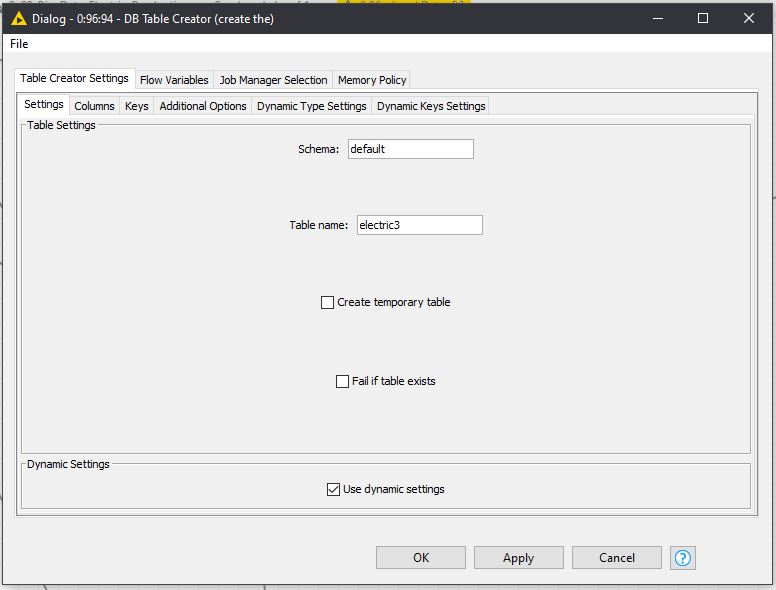 Dialog - 0:96:94 - DB Table Creator (create the)
File
Table Creator Settings Flow Variables Job Manager Selection Memory Policy
Settings Columns Keys Additional Options Dynamic Type Settings Dynamic Keys Settings
Table Settings
Schema: default
Table name: electric3
Create temporary table
Fail if table exists
Dynamic Settings
Use dynamic settings
OK Apply Cancel ?